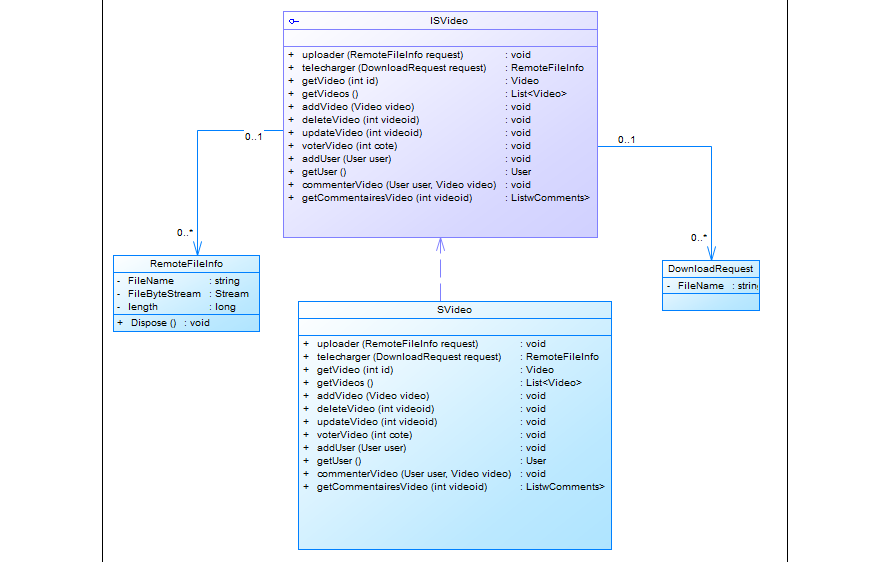 ISVideo
+ uploader (RemoteFileInfo request) : void
+ telecharger (DownloadRequest request) : RemoteFileInfo
+ getVideo (int id) : Video
+ getVideos () : List<Video>
+ addVideo (Video video) : void
+ deleteVideo (int videoid) : void
+ updateVideo (int videoid) : void
+ voterVideo (int cote) : void
+ addUser (User user) : void
+ getUser () : User
+ commenterVideo (User user, Video video) : void
+ getCommentairesVideo (int videoid) : ListwComments>
0..1
0..1
0..*
0..*
RemoteFileInfo
- FileName : string
- FileByteStream : Stream
- length : long
+ Dispose () : void
DownloadRequest
- FileName : string
SVideo
+ uploader (RemoteFileInfo request) : void
+ telecharger (DownloadRequest request) : RemoteFileInfo
+ getVideo (int id) : Video
+ getVideos () : List<Video>
+ addVideo (Video video) : void
+ deleteVideo (int videoid) : void
+ updateVideo (int videoid) : void
+ voterVideo (int cote) : void
+ addUser (User user) : void
+ getUser () : User
+ commenterVideo (User user, Video video) : void
+ getCommentairesVideo (int videoid) : ListwComments>